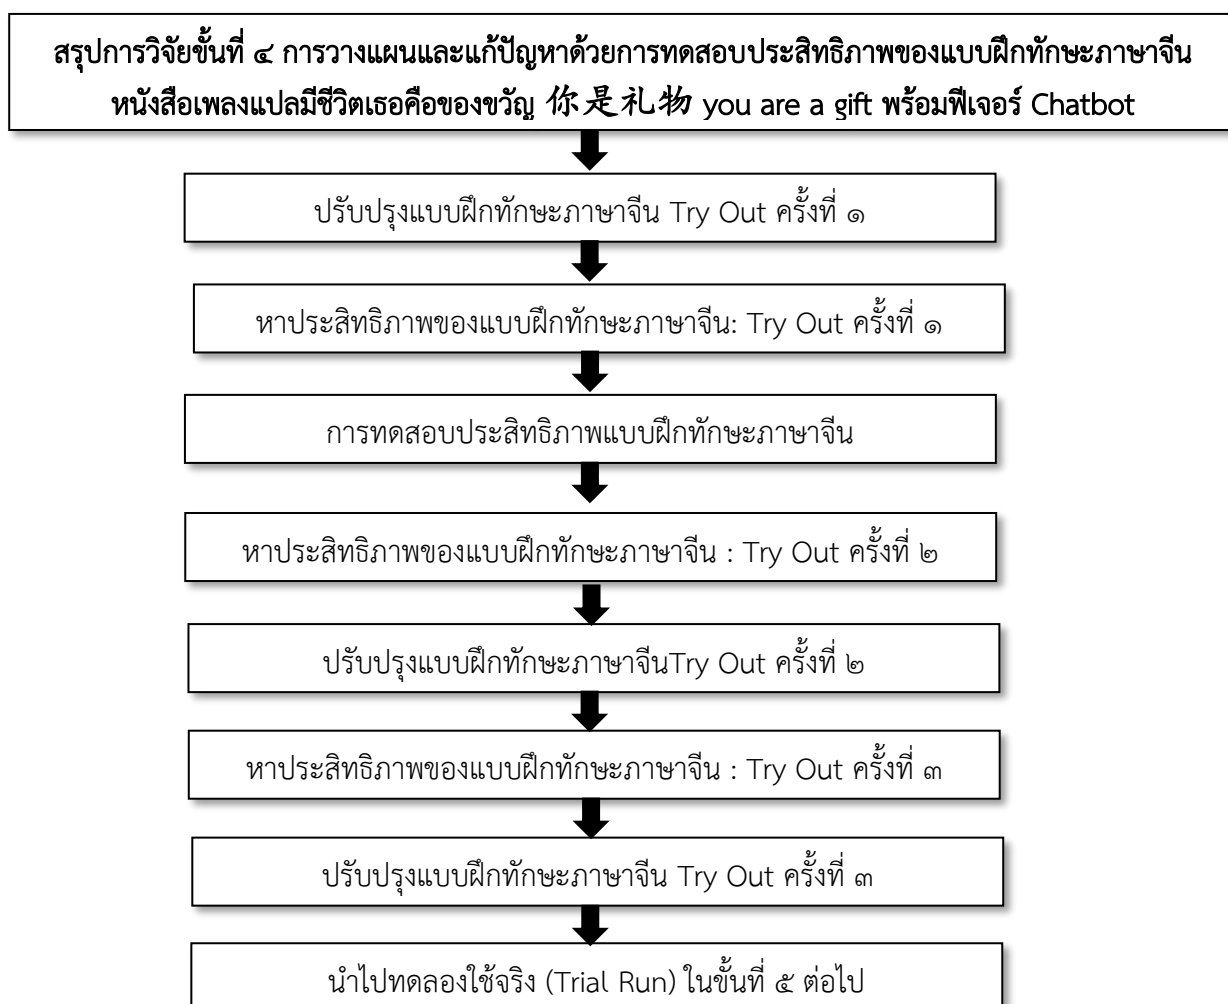 สรุปการวิจัยขั้นที่ ๔ การวางแผนและแก้ปัญหาด้วยการทดสอบประสิทธิภาพของแบบฝึกทักษะภาษาจีน
หนังสือเพลงแปลมีชีวิตเธอคือของขวัญ 你是礼物 you are a gift พร้อมฟีเจอร์ Chatbot
ปรับปรุงแบบฝึกทักษะภาษาจีน Try Out ครั้งที่ ๑
หาประสิทธิภาพของแบบฝึกทักษะภาษาจีน: Try Out ครั้งที่ ๑
การทดสอบประสิทธิภาพแบบฝึกทักษะภาษาจีน
หาประสิทธิภาพของแบบฝึกทักษะภาษาจีน : Try Out ครั้งที่ ๒
ปรับปรุงแบบฝึกทักษะภาษาจีนTry Out ครั้งที่ ๒
หาประสิทธิภาพของแบบฝึกทักษะภาษาจีน : Try Out ครั้งที่ ๓
ปรับปรุงแบบฝึกทักษะภาษาจีน Try Out ครั้งที่ ๓
นำไปทดลองใช้จริง (Trial Run) ในขั้นที่ ๕ ต่อไป